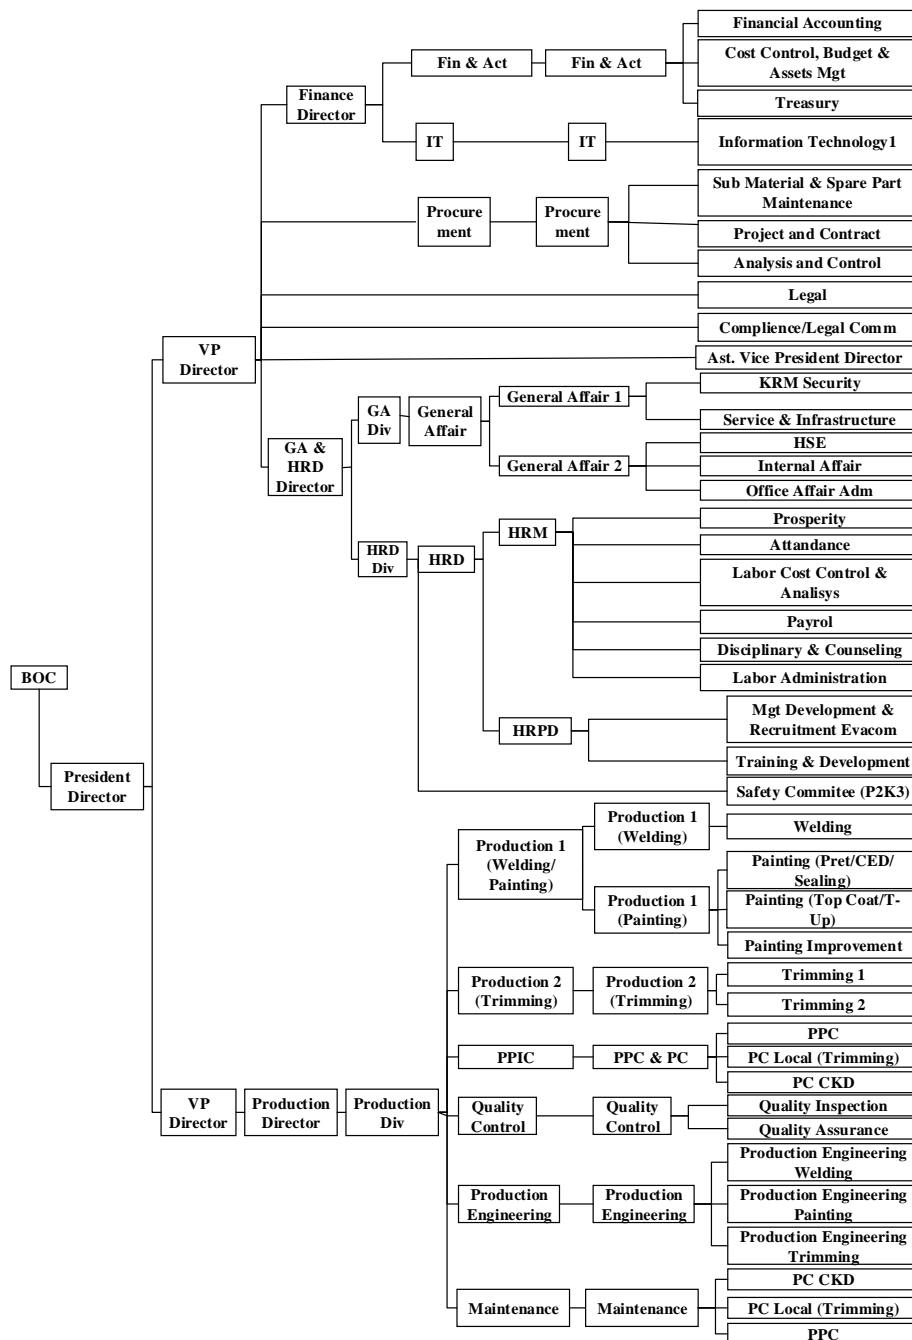 Financial Accounting
Fin & Act
Fin & Act
Cost Control, Budget &
Assets Mgt
Finance
Director
Treasury
IT
IT
Information Technology1
Sub Material & Spare Part
Maintenance
Procure
ment
Procure
ment
Project and Contract
Analysis and Control
Legal
Complience/Legal Comm
VP
Director
Ast. Vice President Director
KRM Security
GA
Div
General
Affair
General Affair 1
Service & Infrastructure
GA &
HRD
Director
HSE
General Affair 2
Internal Affair
Office Affair Adm
Prosperity
HRM
Attandance
HRD
Div
HRD
Labor Cost Control &
Analisys
Payrol
Disciplinary & Counseling
BOC
Labor Administration
Mgt Development &
Recruitment Evacom
HRPD
Training & Development
President
Director
Safety Commitee (P2K3)
Production 1
(Welding)
Welding
Production 1
(Welding/
Painting)
Painting (Pret/CED/
Sealing)
Production 1
(Painting)
Painting (Top Coat/T-
Up)
Painting Improvement
Production 2
(Trimming)
Production 2
(Trimming)
Trimming 1
Trimming 2
PPC
PPIC
PPC & PC
PC Local (Trimming)
PC CKD
VP
Director
Production
Director
Production
Div
Quality
Control
Quality
Control
Quality Inspection
Quality Assurance
Production Engineering
Welding
Production
Engineering
Production
Engineering
Production Engineering
Painting
Production Engineering
Trimming
PC CKD
Maintenance
Maintenance
PC Local (Trimming)
PPC